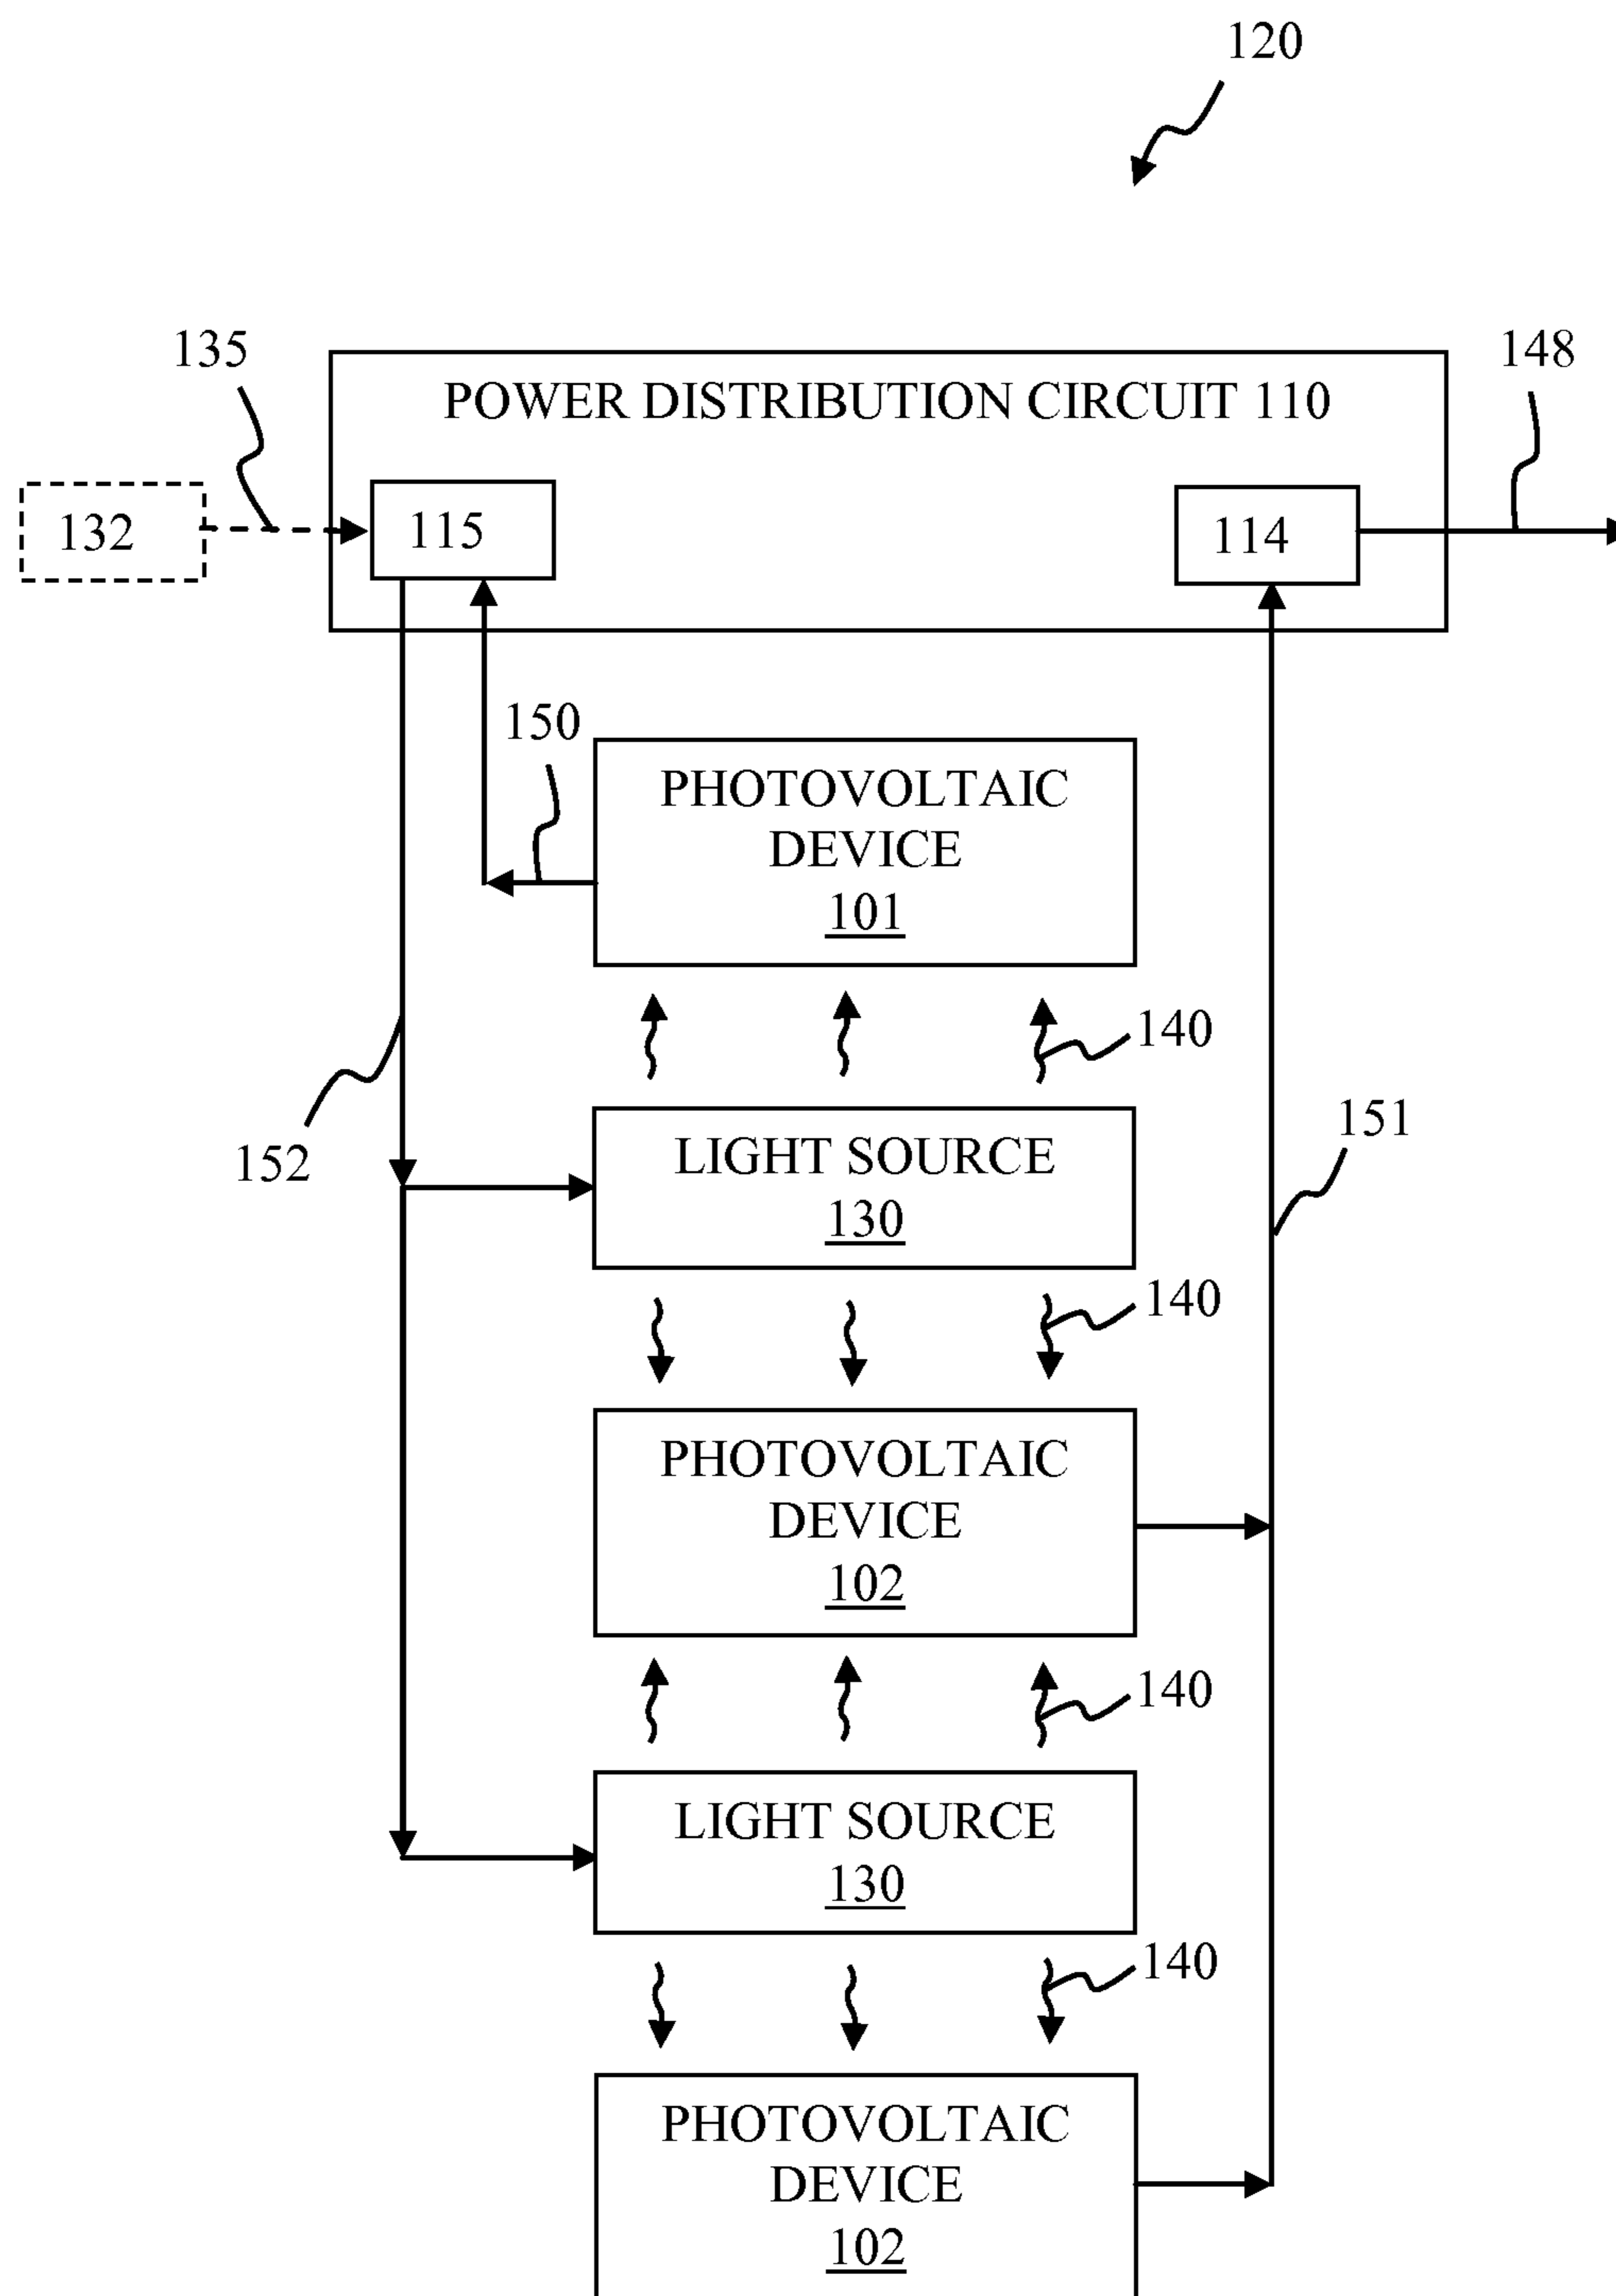 120
135
148
POWER DISTRIBUTION CIRCUIT 110
132
115
114
150
PHOTOVOLTAIC
DEVICE
101
140
152
LIGHT SOURCE
130
151
140
PHOTOVOLTAIC
DEVICE
102
140
LIGHT SOURCE
130
140
PHOTOVOLTAIC
DEVICE
102